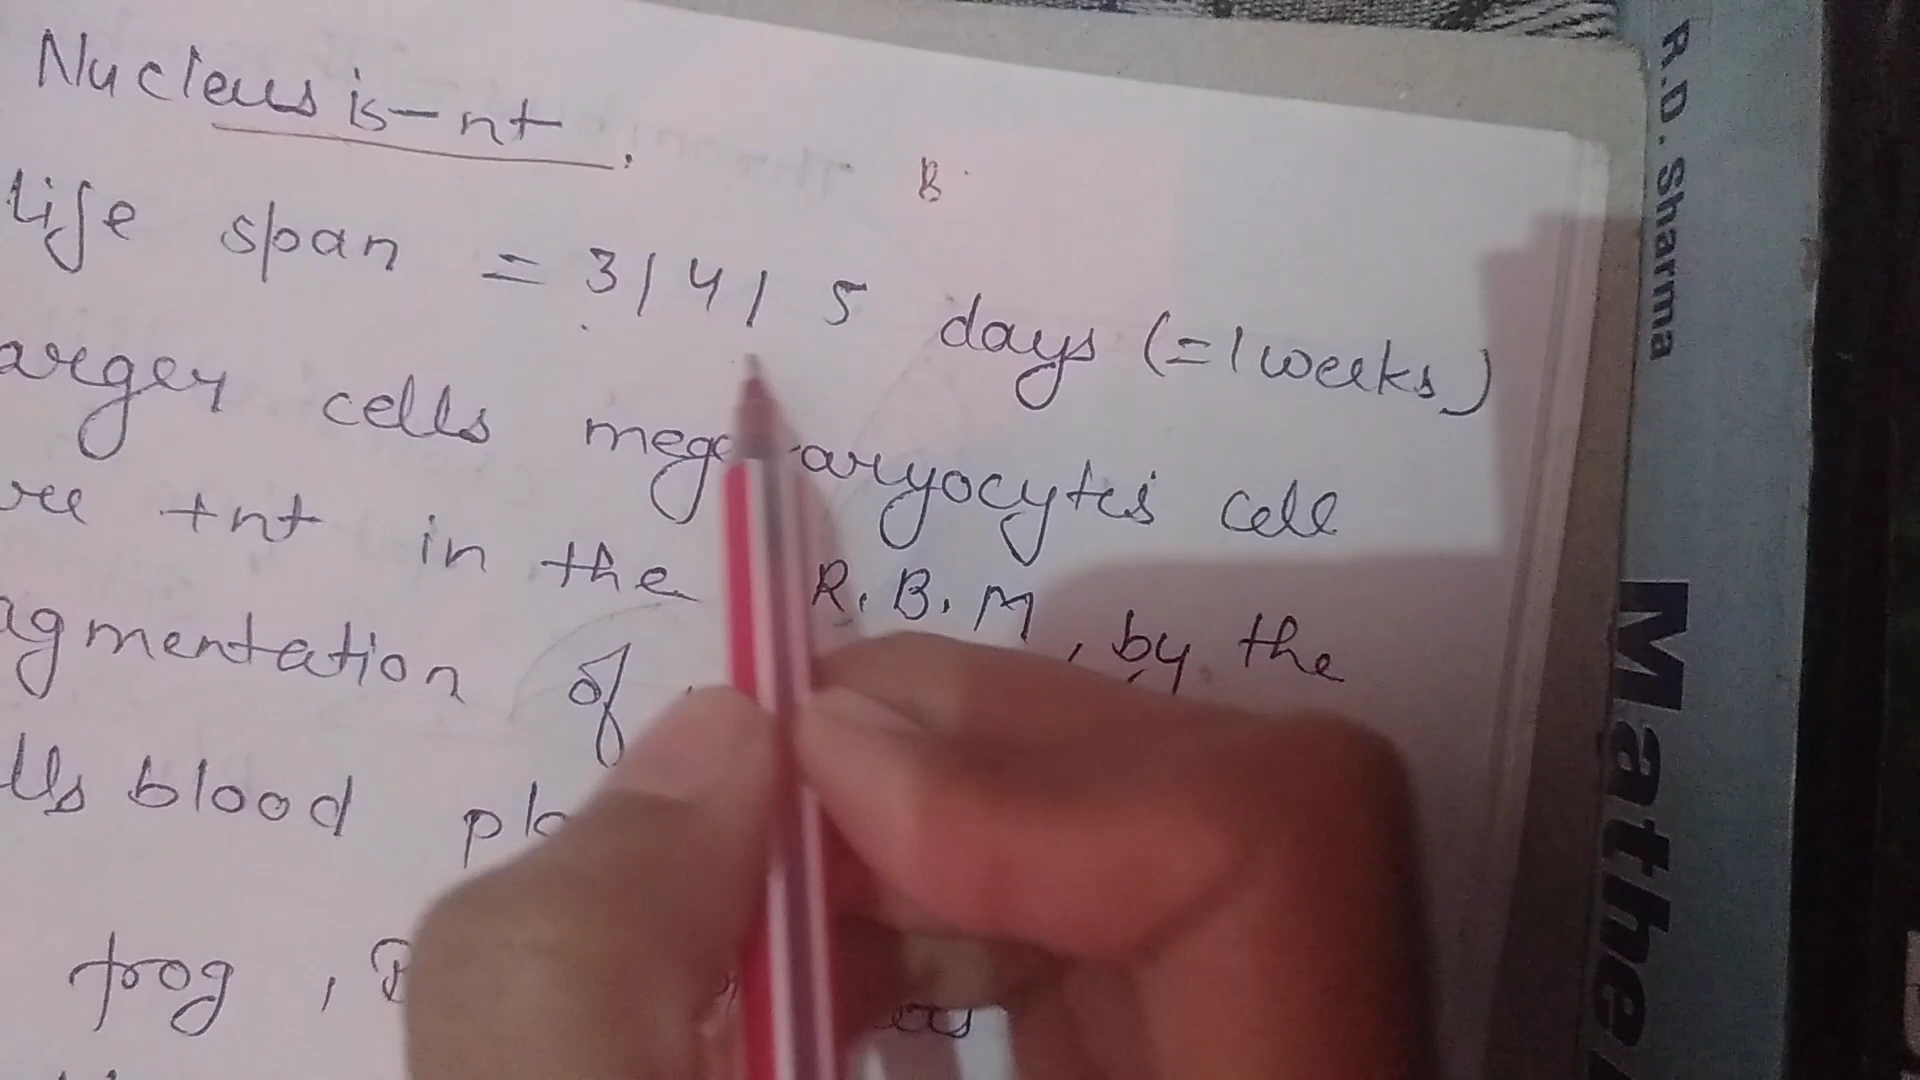 Nucleus is -nt.
B.
life span = 3/4/5 days (=1 weeks)
arger cells meg aryocytes cell
re +nt in the R.B.M, by the
agmentation of
lls blood pl
frog,
R.D. Sharma
Mathe